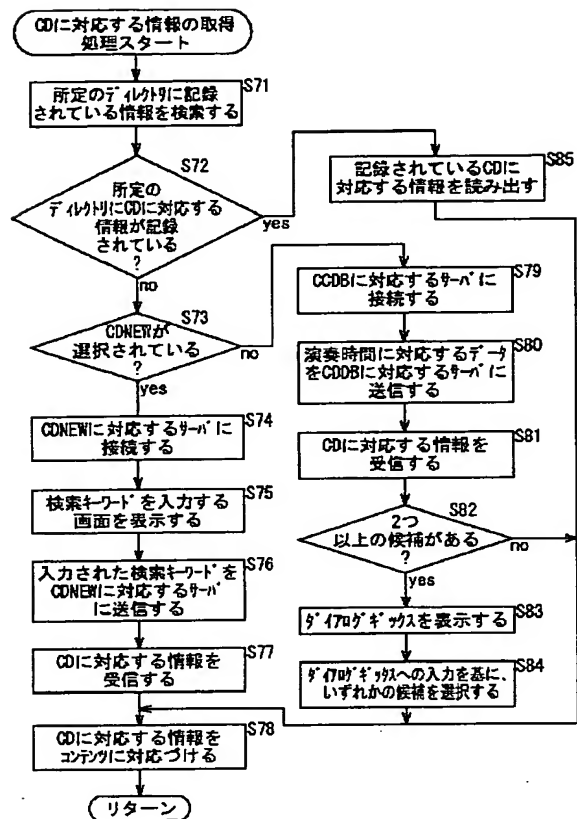 CDに対応する情報の取得
処理スタート
S71
所定のディレクトリに記録
されている情報を検索する
S72
所定の
ディレクトリにCDに対応する
情報が記録
されている
?
yes
no
S85
記録されているCDに
対応する情報を読み出す
S73
CDNEWが
選択されている
?
no
yes
S74
CDNEWに対応するサーバに
接続する
S75
検索キーワードを入力する
画面を表示する
S76
入力された検索キーワードを
CDNEWに対応するサーバ
に送信する
S77
CDに対応する情報を
受信する
S78
CDに対応する情報を
コンテンツに対応づける
リターン
S79
CCDBに対応するサーバに
接続する
S80
演奏時間に対応するデータ
をCDDBに対応するサーバに
送信する
S81
CDに対応する情報を
受信する
S82
2つ
以上の候補がある
?
no
yes
S83
ダイアログギックスを表示する
S84
ダイアログギックスへの入力を基に、
いずれかの候補を選択する